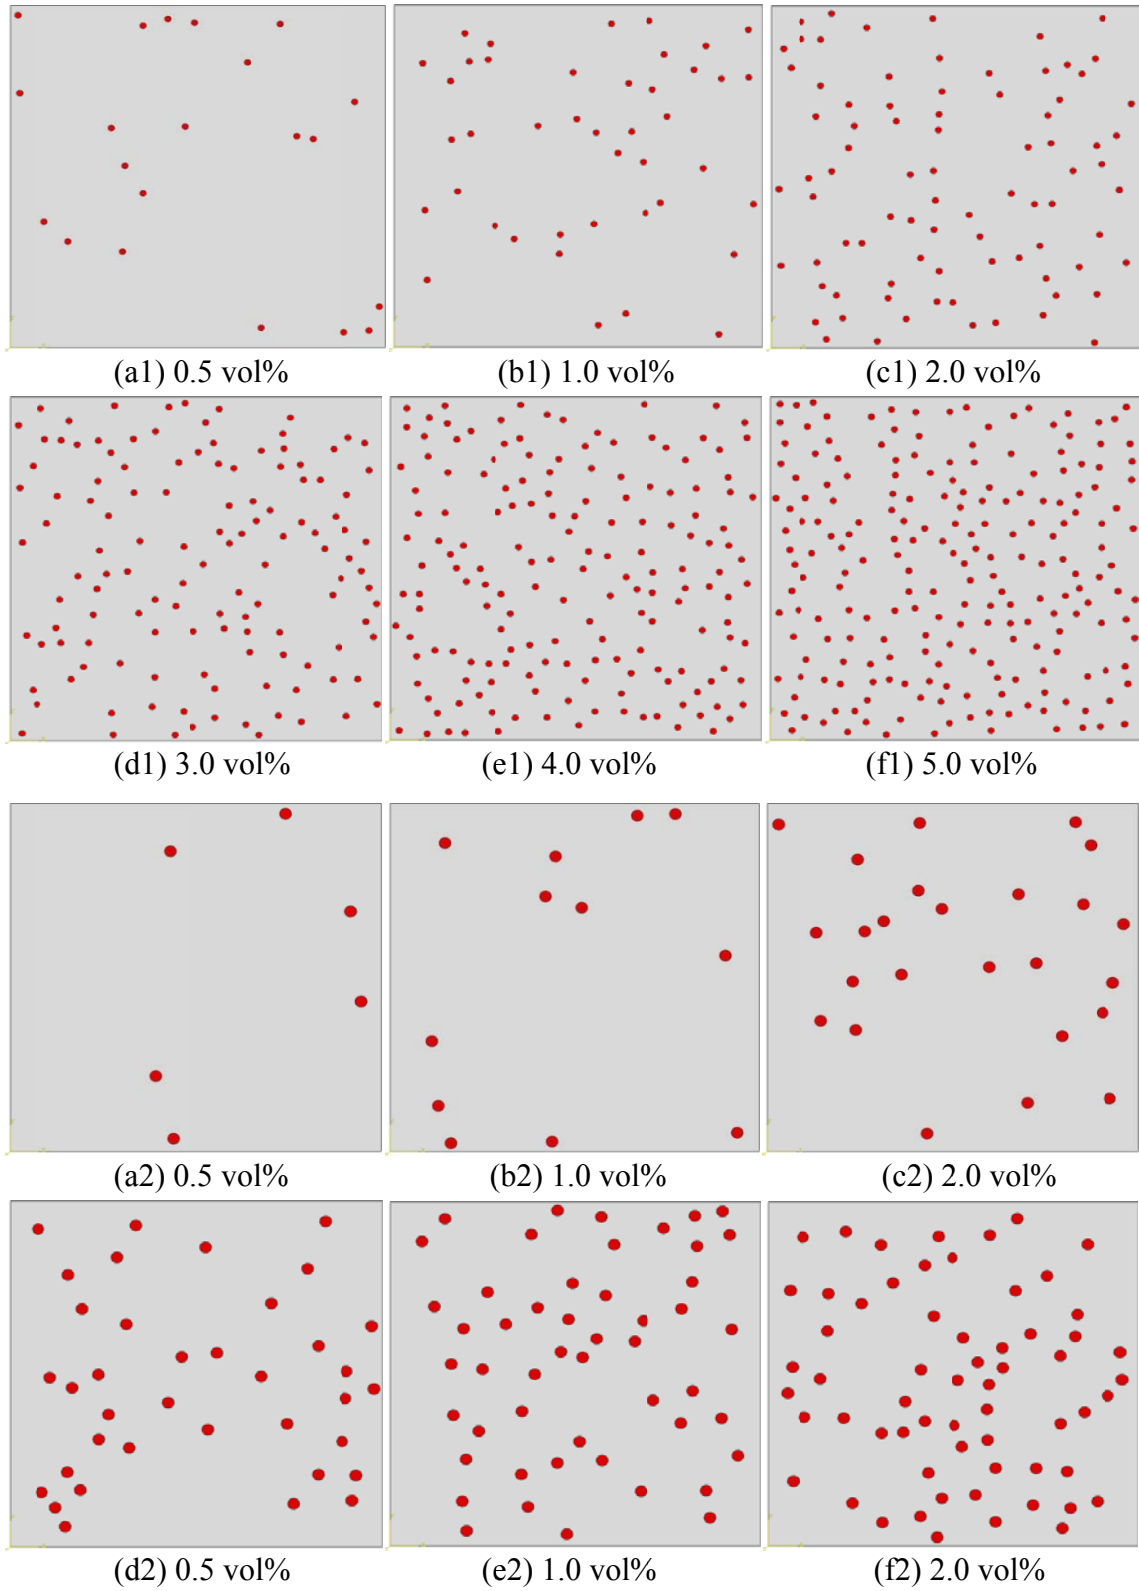 (a1) 0.5 vol% (b1) 1.0 vol% (c1) 2.0 vol%
(d1) 3.0 vol% (e1) 4.0 vol% (f1) 5.0 vol%
(a2) 0.5 vol% (b2) 1.0 vol% (c2) 2.0 vol%
(d2) 0.5 vol% (e2) 1.0 vol% (f2) 2.0 vol%